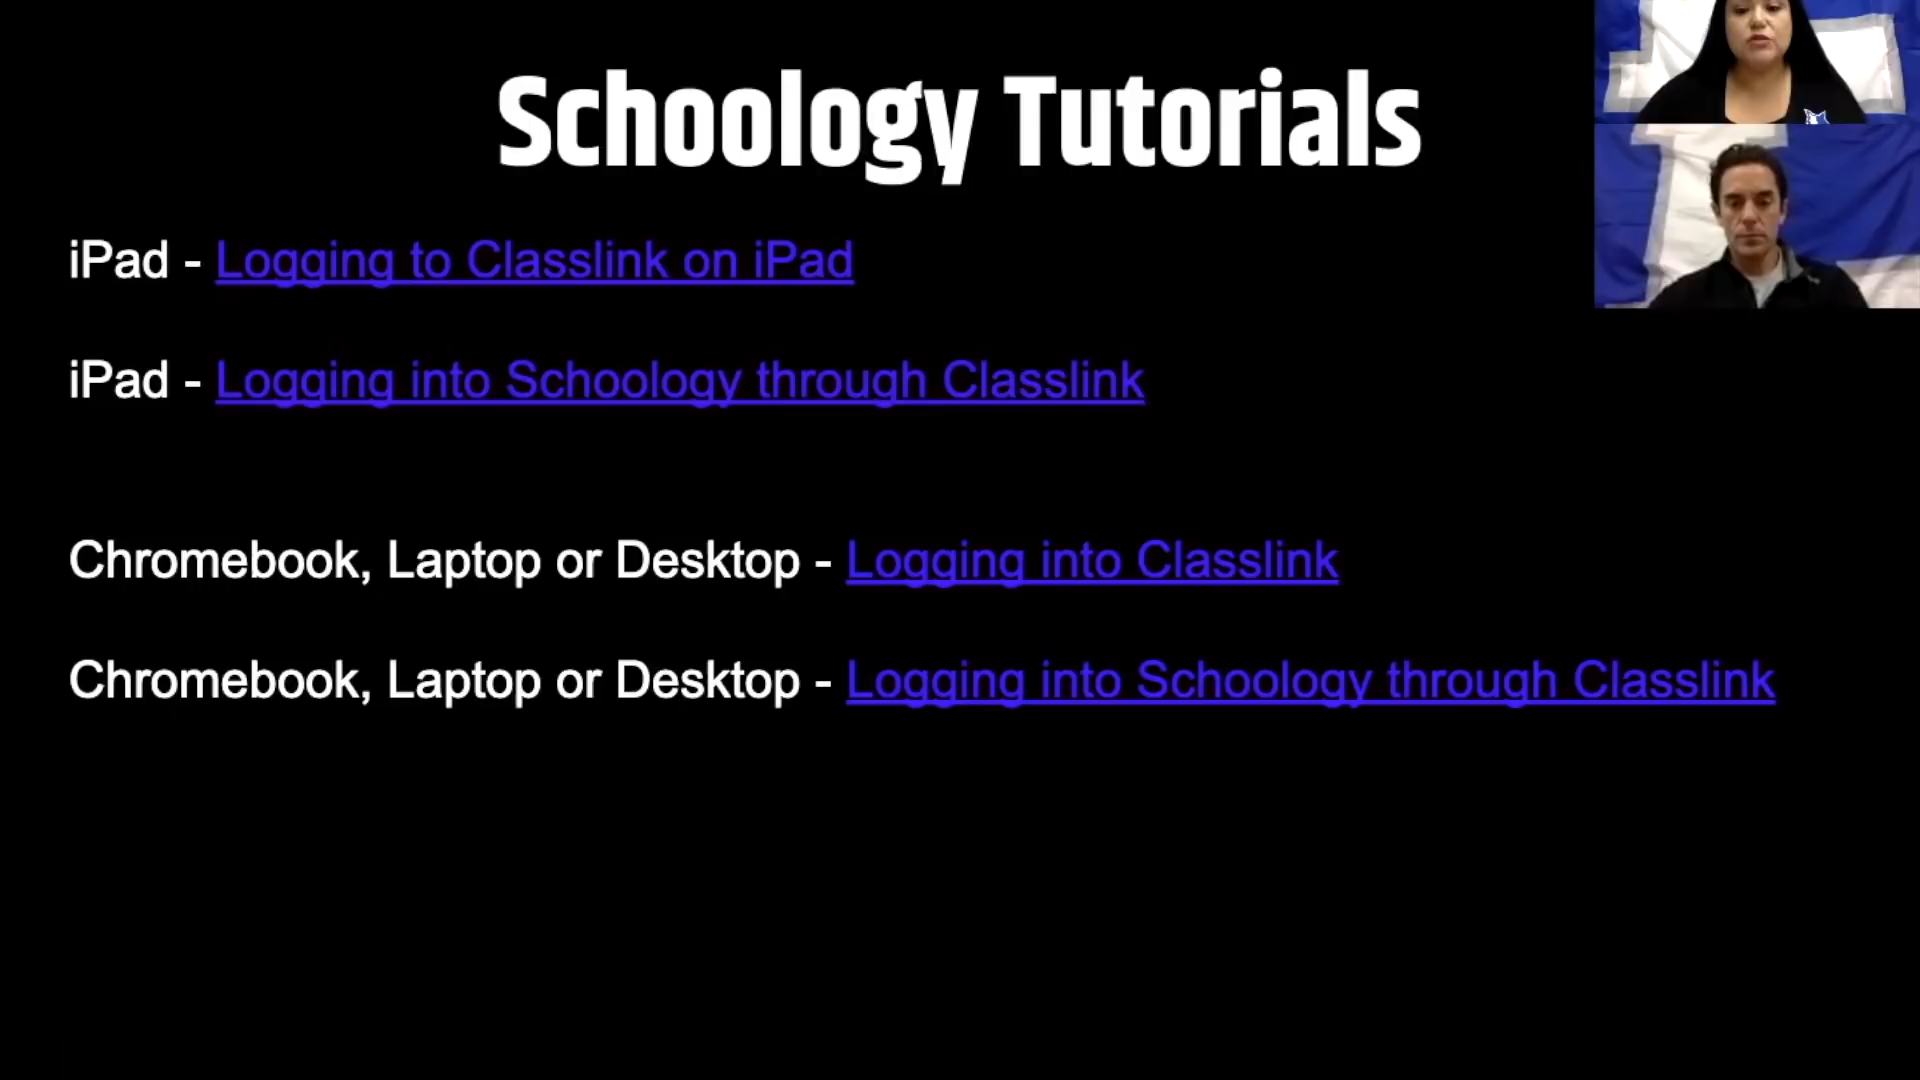 Schoology Tutorials
iPad - Logging to Classlink on iPad
iPad - Logging into Schoology through Classlink
Chromebook, Laptop or Desktop - Logging into Classlink
Chromebook, Laptop or Desktop - Logging into Schoology through Classlink